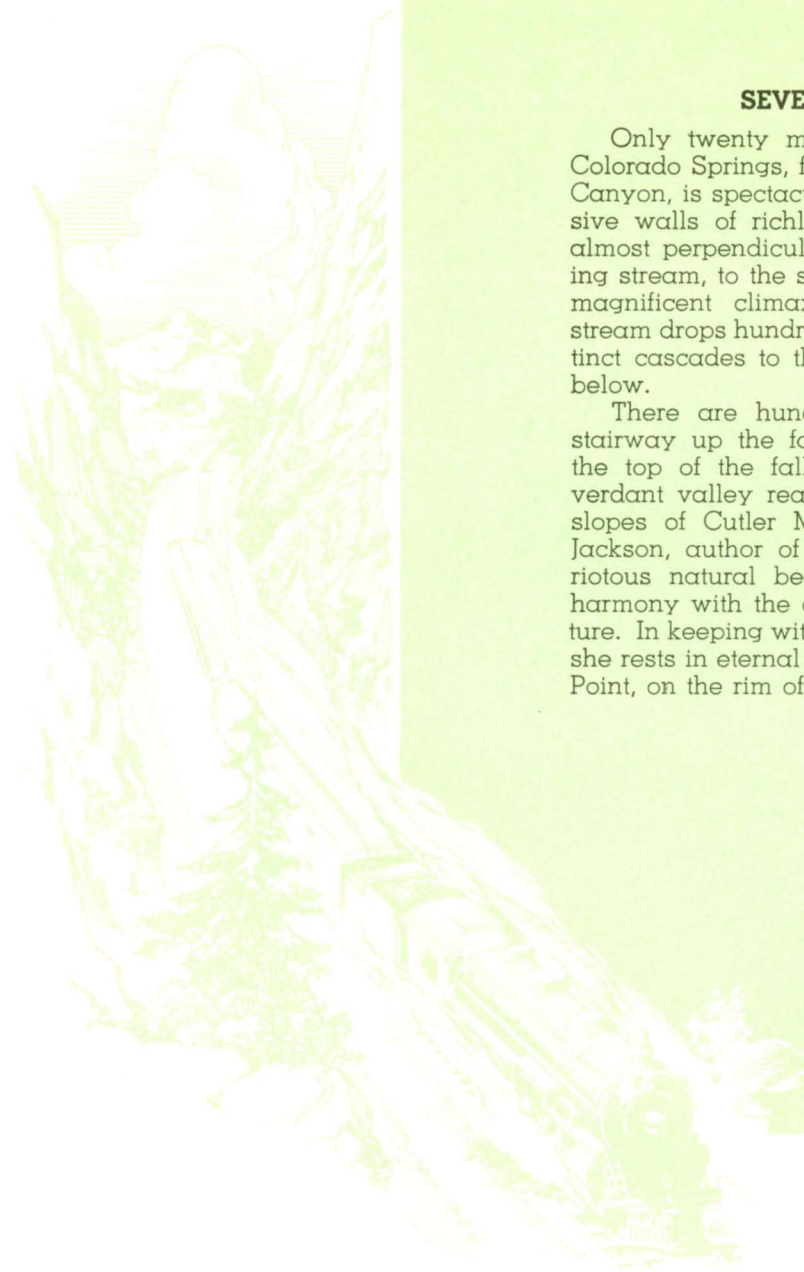 SEVE
Only twenty m
Colorado Springs, f
Canyon, is spectac
sive walls of richl
almost perpendicul
ing stream, to the s
magnificent clima
stream drops hundr
tinct cascades to t
below.
There are hun
stairway up the fo
the top of the fal
verdant valley rea
slopes of Cutler M
Jackson, author of
riotous natural be
harmony with the
ture. In keeping wit
she rests in eternal
Point, on the rim of